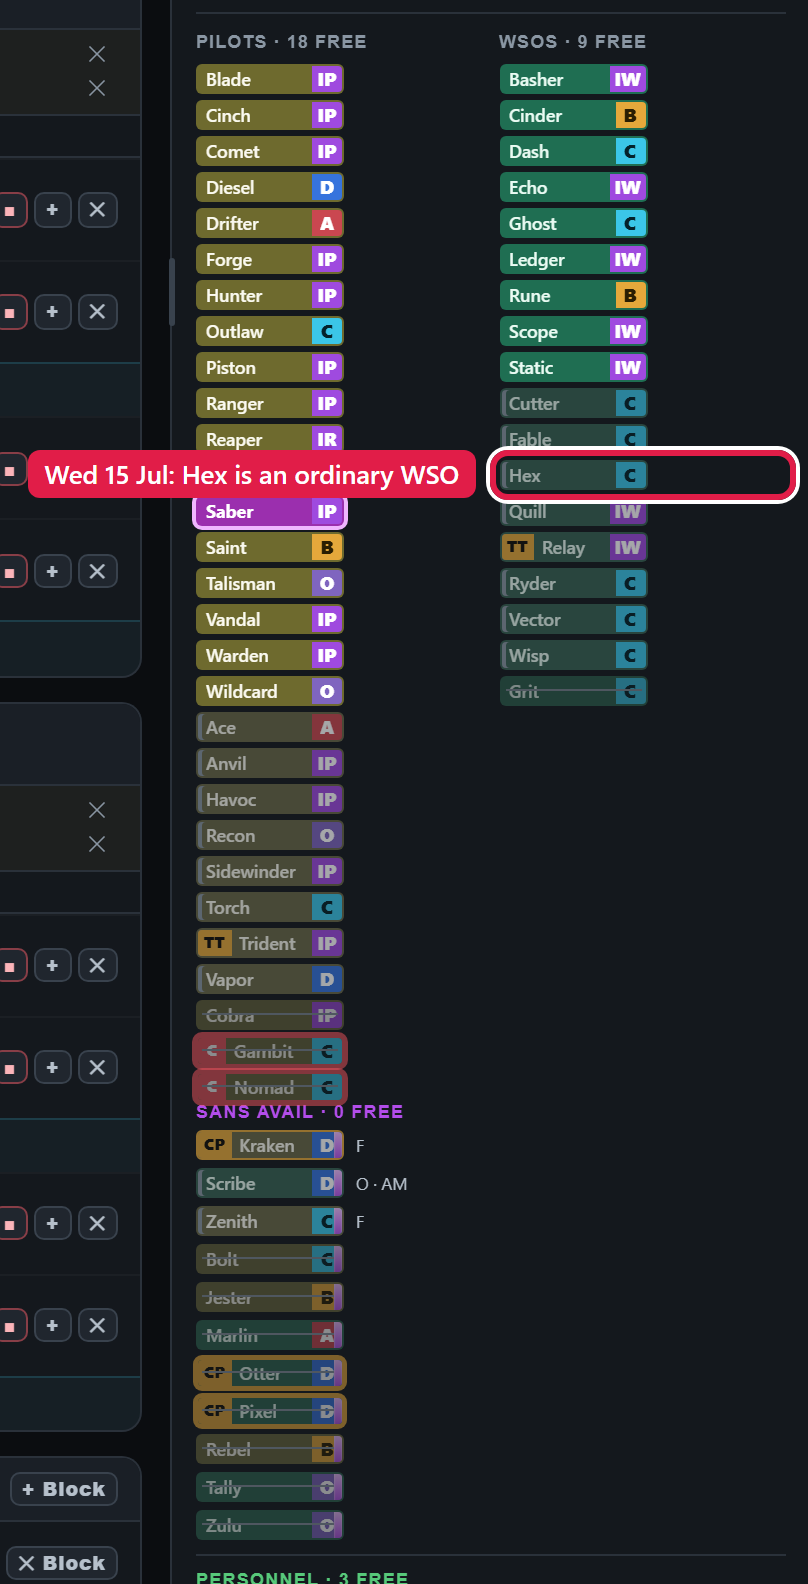 PILOTS · 18 FREE
Blade IP
Cinch IP
Comet IP
Diesel D
Drifter A
Forge IP
Hunter IP
Outlaw C
Piston IP
Ranger IP
Reaper IR
Saber IP
Saint B
Talisman O
Vandal IP
Warden IP
Wildcard O
Ace A
Anvil IP
Havoc IP
Recon O
Sidewinder IP
Torch C
TT Trident IP
Vapor D
Cobra IP
C Gambit C
C Nomad C
WSOS · 9 FREE
Basher IW
Cinder B
Dash C
Echo IW
Ghost C
Ledger IW
Rune B
Scope IW
Static IW
Cutter C
Fable C
Wed 15 Jul: Hex is an ordinary WSO
Hex C
Quill IW
TT Relay IW
Ryder C
Vector C
Wisp C
Grit C
SANS AVAIL · 0 FREE
CP Kraken D F
Scribe D O · AM
Zenith C F
Bolt C
Jester B
Marlin A
CP Otter D
CP Pixel D
Rebel B
Tally O
Zulu O
+ Block
× Block
PERSONNEL · 3 FREE